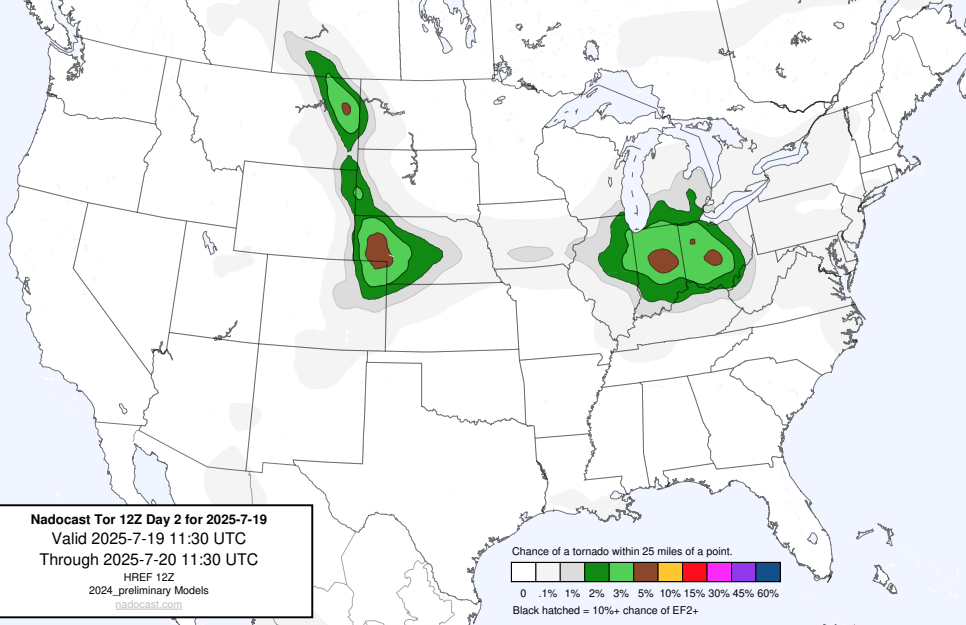 Nadocast Tor 12Z Day 2 for 2025-7-19
Valid 2025-7-19 11:30 UTC
Through 2025-7-20 11:30 UTC
HREF 12Z
2024_preliminary Models
nadocast.com
Chance of a tornado within 25 miles of a point.
0 .1% 1% 2% 3% 5% 10% 15% 30% 45% 60%
Black hatched = 10%+ chance of EF2+